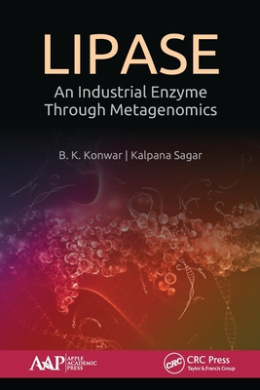 LIPASE
An Industrial Enzyme
Through Metagenomics
B. K. Konwar | Kalpana Sagar
AAP
APPLE
ACADEMIC
PRESS
CRC Press
Taylor & Francis Group